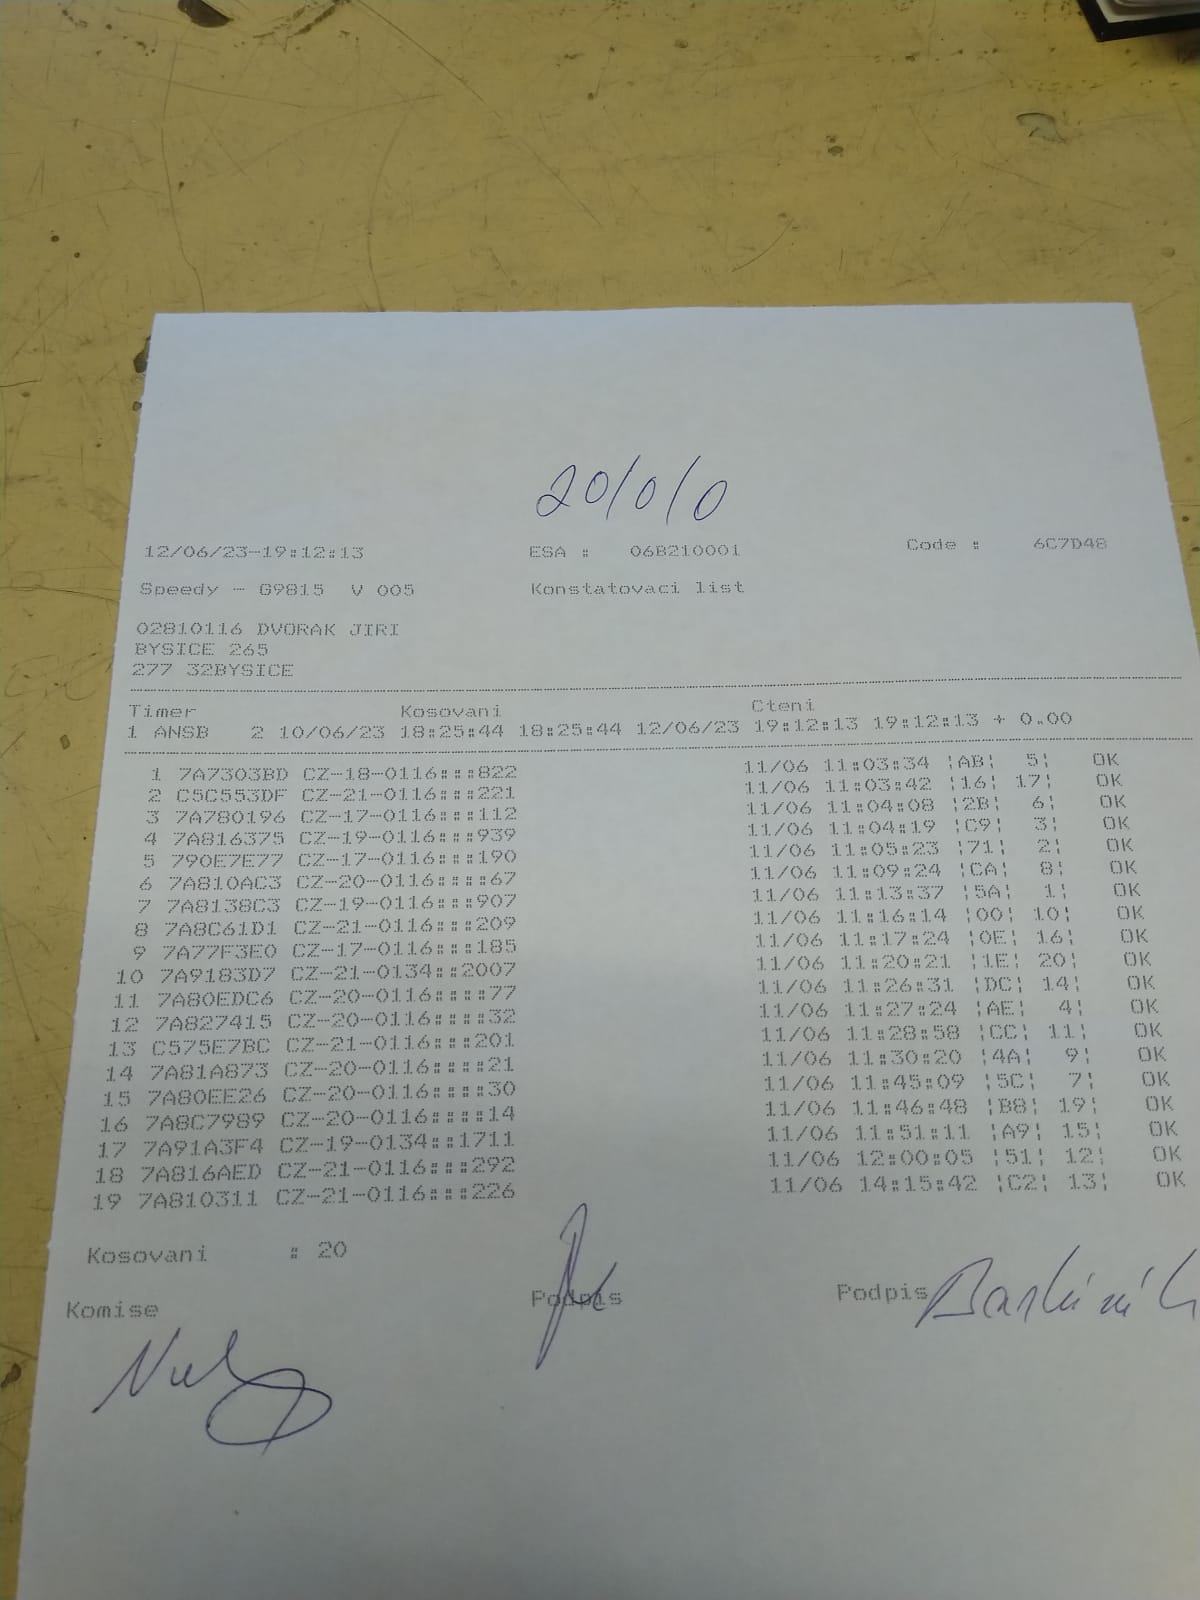 20/0/0
12/06/23-19:12:13 ESA : 06B210001 Code : 6C7D48
Speedy - G9815 V 005 Konstatovaci list
02810116 DVORAK JIRI
BYSICE 265
277 32BYSICE
Timer Kosovani Cteni
1 ANSB 2 10/06/23 18:25:44 18:25:44 12/06/23 19:12:13 19:12:13 + 0.00
1 7A7303BD CZ-18-0116:::822 11/06 11:03:34 ¦AB¦ 5¦ OK
2 C5C553DF CZ-21-0116:::221 11/06 11:03:42 ¦16¦ 17¦ OK
3 7A780196 CZ-17-0116:::112 11/06 11:04:08 ¦2B¦ 6¦ OK
4 7A816375 CZ-19-0116:::939 11/06 11:04:19 ¦C9¦ 3¦ OK
5 790E7E77 CZ-17-0116:::190 11/06 11:05:23 ¦71¦ 2¦ OK
6 7A810AC3 CZ-20-0116::::67 11/06 11:09:24 ¦CA¦ 8¦ OK
7 7A8138C3 CZ-19-0116:::907 11/06 11:13:37 ¦5A¦ 1¦ OK
8 7A8C61D1 CZ-21-0116:::209 11/06 11:16:14 ¦00¦ 10¦ OK
9 7A77F3E0 CZ-17-0116:::185 11/06 11:17:24 ¦0E¦ 16¦ OK
10 7A9183D7 CZ-21-0134::2007 11/06 11:20:21 ¦1E¦ 20¦ OK
11 7A80EDC6 CZ-20-0116::::77 11/06 11:26:31 ¦DC¦ 14¦ OK
12 7A827415 CZ-20-0116::::32 11/06 11:27:24 ¦AE¦ 4¦ OK
13 C575E7BC CZ-21-0116:::201 11/06 11:28:58 ¦CC¦ 11¦ OK
14 7A81A873 CZ-20-0116::::21 11/06 11:30:20 ¦4A¦ 9¦ OK
15 7A80EE26 CZ-20-0116::::30 11/06 11:45:09 ¦5C¦ 7¦ OK
16 7A8C7989 CZ-20-0116::::14 11/06 11:46:48 ¦B8¦ 19¦ OK
17 7A91A3F4 CZ-19-0134::1711 11/06 11:51:11 ¦A9¦ 15¦ OK
18 7A816AED CZ-21-0116:::292 11/06 12:00:05 ¦51¦ 12¦ OK
19 7A810311 CZ-21-0116:::226 11/06 14:15:42 ¦C2¦ 13¦ OK
Kosovani : 20
Komise Podpis Podpis